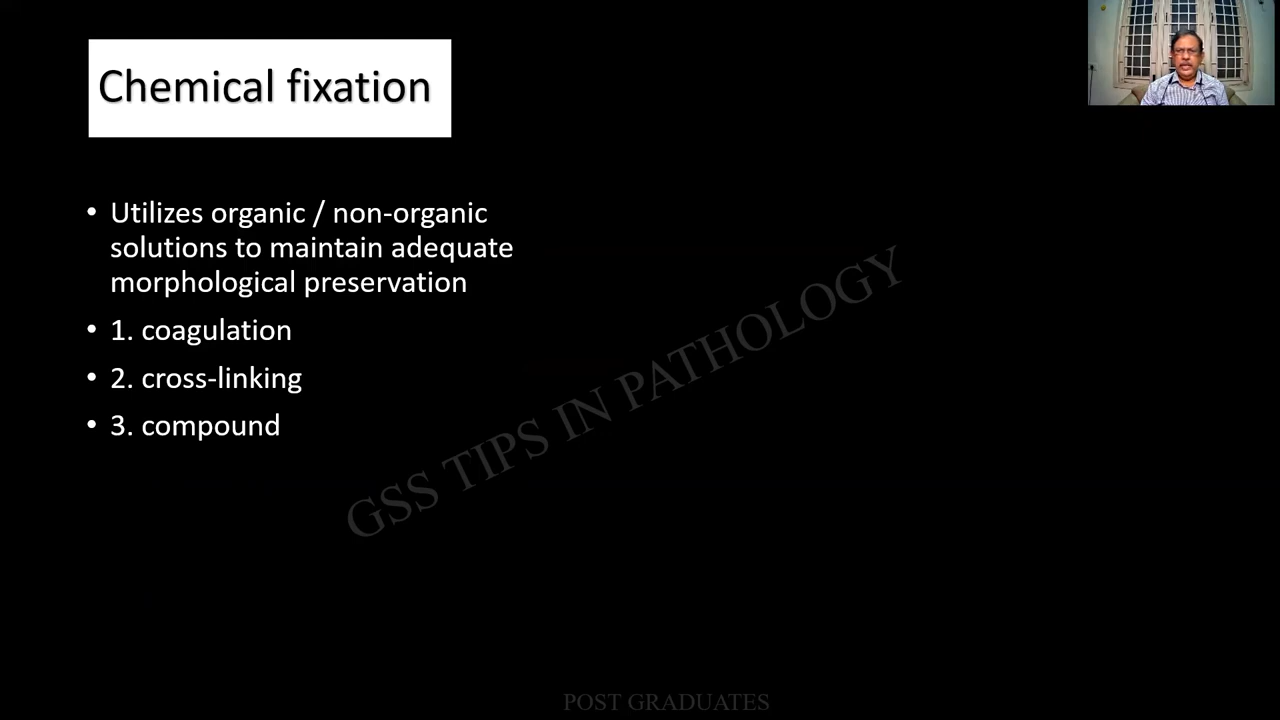 Chemical fixation
• Utilizes organic / non-organic
solutions to maintain adequate
morphological preservation
• 1. coagulation
• 2. cross-linking
• 3. compound
GSS TIPS IN PATHOLOGY
POST GRADUATES